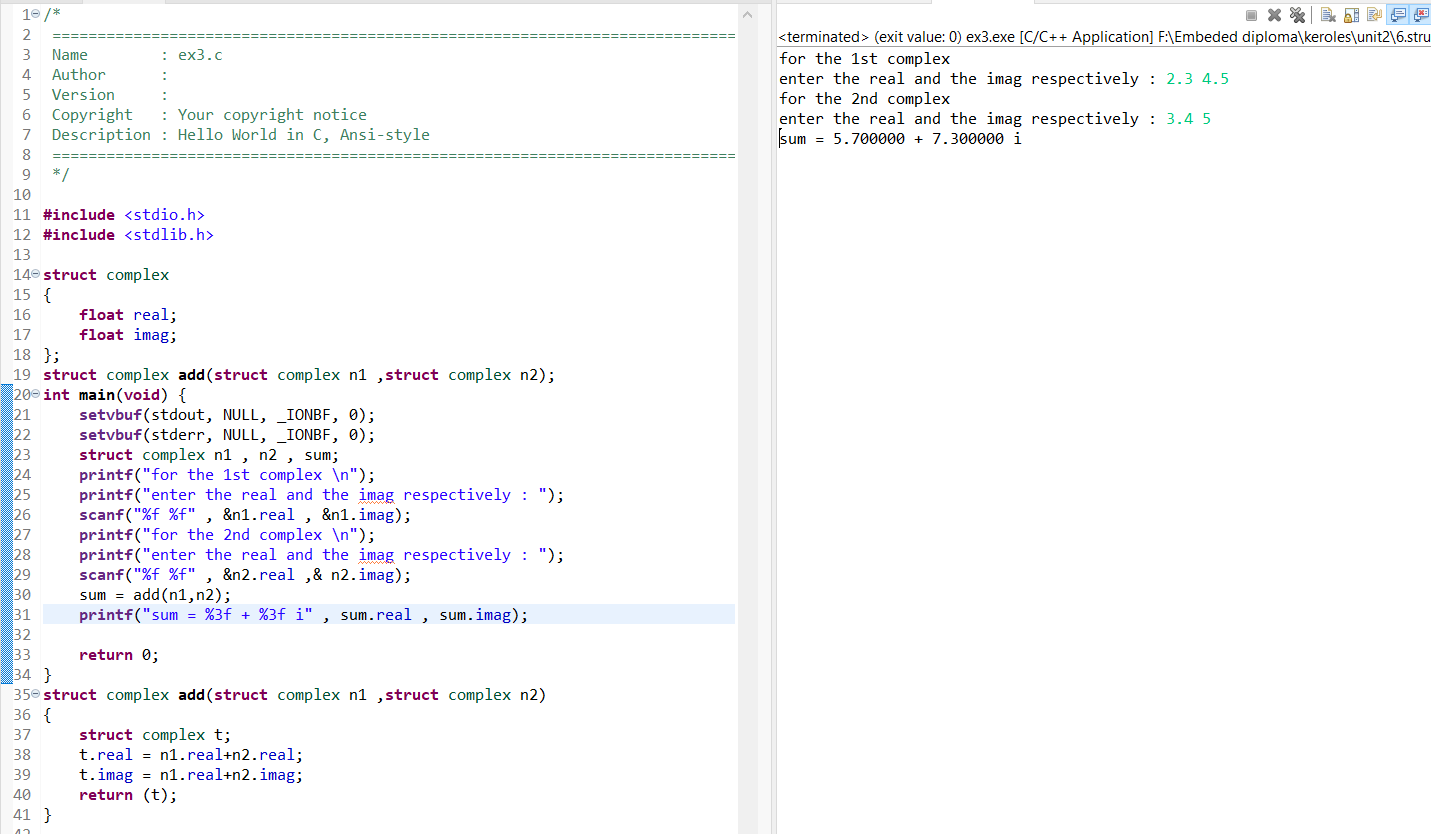 1 /*
2 ============================================================================
3 Name        : ex3.c
4 Author      :
5 Version     :
6 Copyright   : Your copyright notice
7 Description : Hello World in C, Ansi-style
8 ============================================================================
9 */
10
11 #include <stdio.h>
12 #include <stdlib.h>
13
14 struct complex
15 {
16     float real;
17     float imag;
18 };
19 struct complex add(struct complex n1 ,struct complex n2);
20 int main(void) {
21     setvbuf(stdout, NULL, _IONBF, 0);
22     setvbuf(stderr, NULL, _IONBF, 0);
23     struct complex n1 , n2 , sum;
24     printf("for the 1st complex \n");
25     printf("enter the real and the imag respectively : ");
26     scanf("%f %f" , &n1.real , &n1.imag);
27     printf("for the 2nd complex \n");
28     printf("enter the real and the imag respectively : ");
29     scanf("%f %f" , &n2.real ,& n2.imag);
30     sum = add(n1,n2);
31     printf("sum = %3f + %3f i" , sum.real , sum.imag);
32
33     return 0;
34 }
35 struct complex add(struct complex n1 ,struct complex n2)
36 {
37     struct complex t;
38     t.real = n1.real+n2.real;
39     t.imag = n1.real+n2.imag;
40     return (t);
41 }
<terminated> (exit value: 0) ex3.exe [C/C++ Application] F:\Embeded diploma\keroles\unit2\6.stru
for the 1st complex
enter the real and the imag respectively : 2.3 4.5
for the 2nd complex
enter the real and the imag respectively : 3.4 5
sum = 5.700000 + 7.300000 i